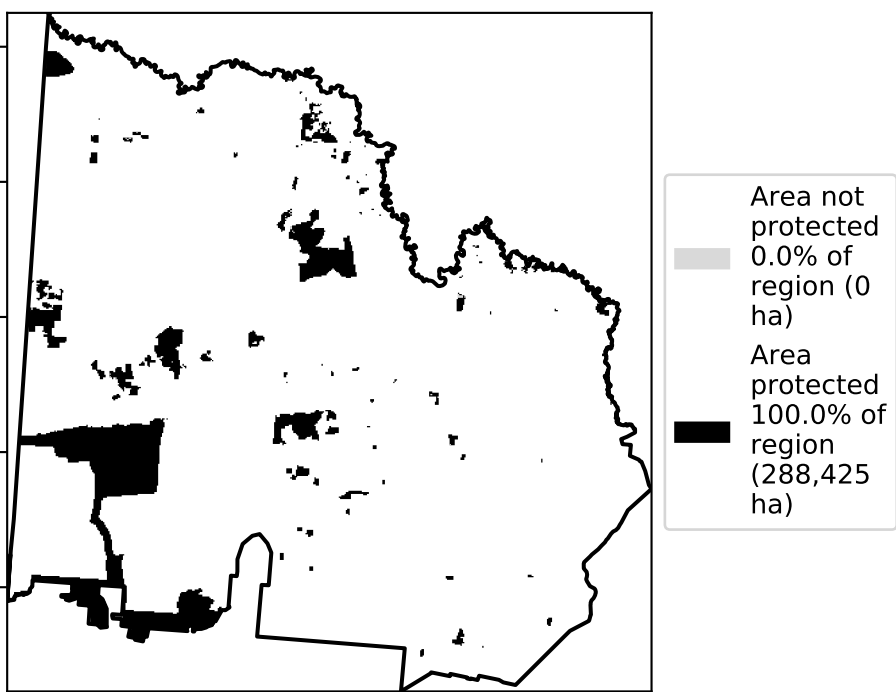 Area not
protected
0.0% of
region (0
ha)
Area
protected
100.0% of
region
(288,425
ha)